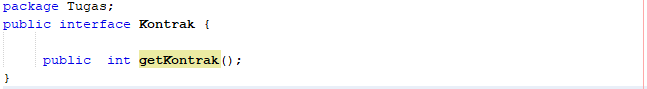 package Tugas;
public interface Kontrak {
public  int getKontrak();
}